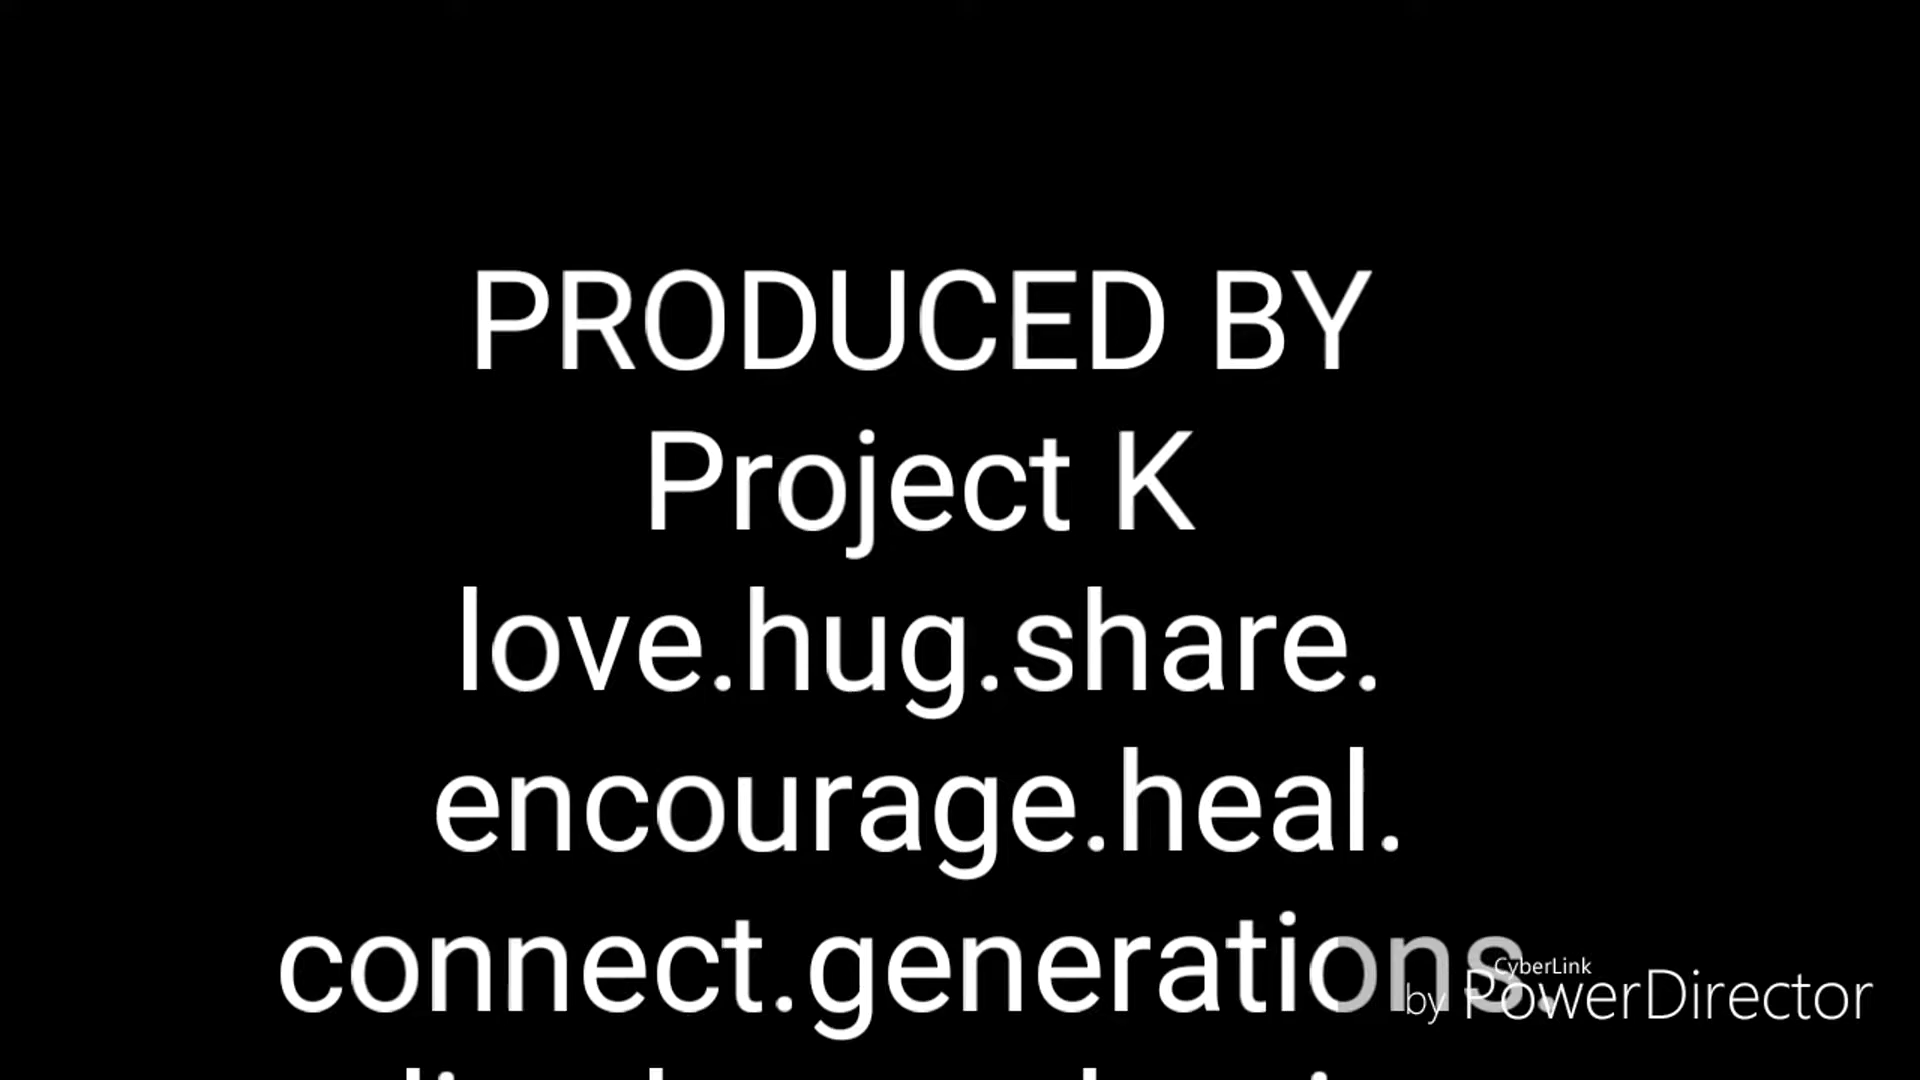 PRODUCED BY
Project K
love.hug.share.
encourage.heal.
connect.generations.
CyberLink
by PowerDirector